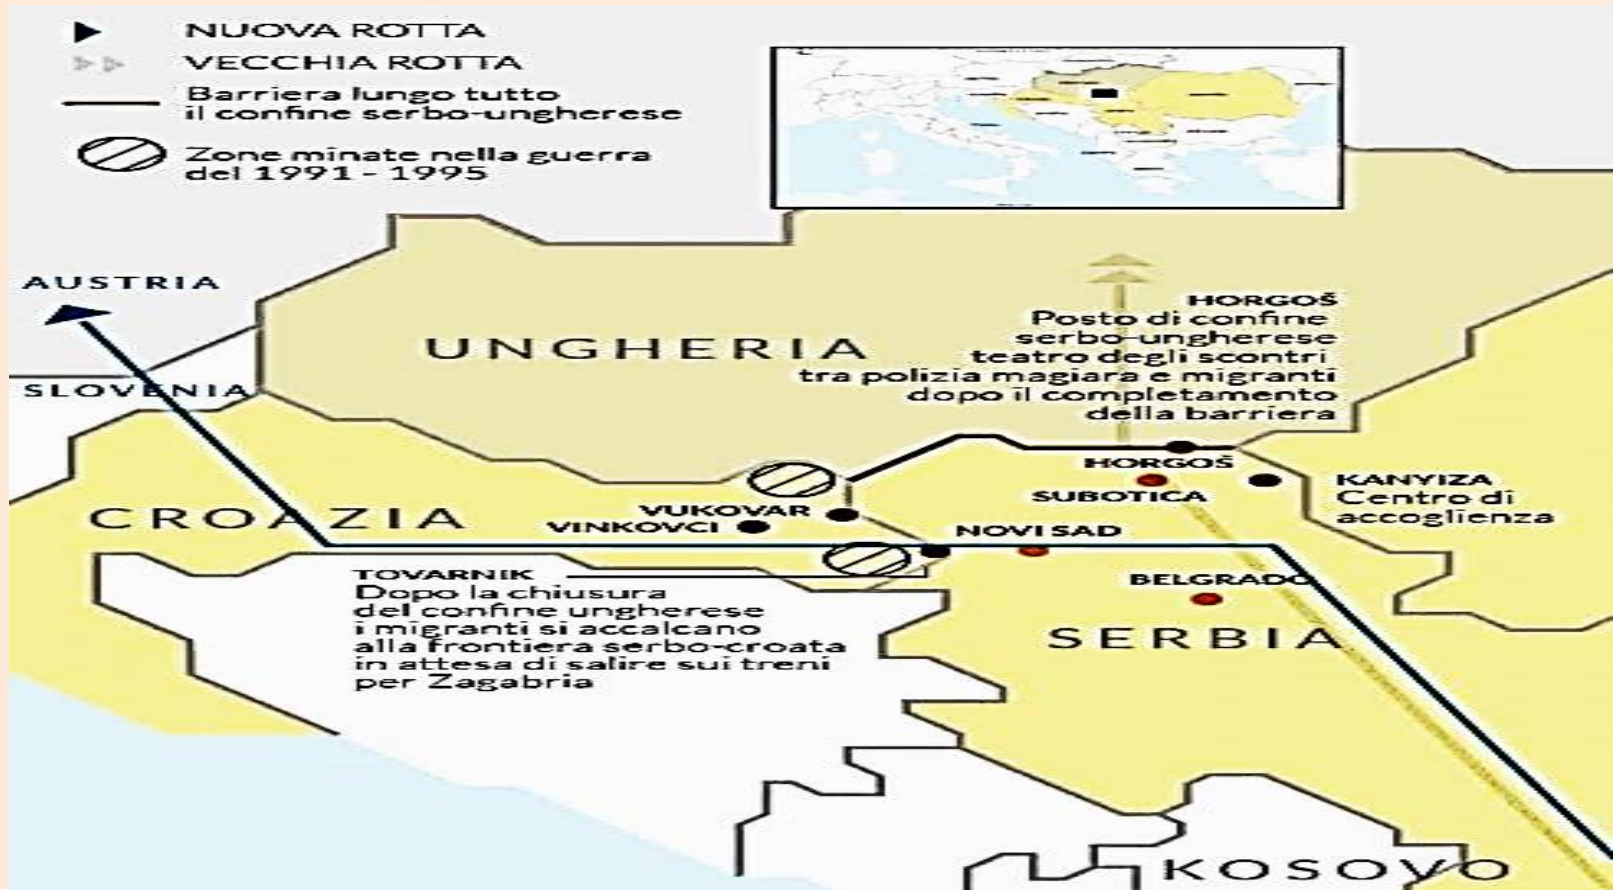 NUOVA ROTTA
VECCHIA ROTTA
Barriera lungo tutto
il confine serbo-ungherese
Zone minate nella guerra
del 1991 - 1995
AUSTRIA
SLOVENIA
UNGHERIA
HORGOŠ
Posto di confine
serbo-ungherese
teatro degli scontri
tra polizia magiara e migranti
dopo il completamento
della barriera
HORGOŠ
SUBOTICA
KANYIZA
Centro di
accoglienza
CROAZIA
VUKOVAR
VINKOVCI
NOVI SAD
TOVARNIK
Dopo la chiusura
del confine ungherese
i migranti si accalcano
alla frontiera serbo-croata
in attesa di salire sui treni
per Zagabria
BELGRADO
SERBIA
KOSOVO